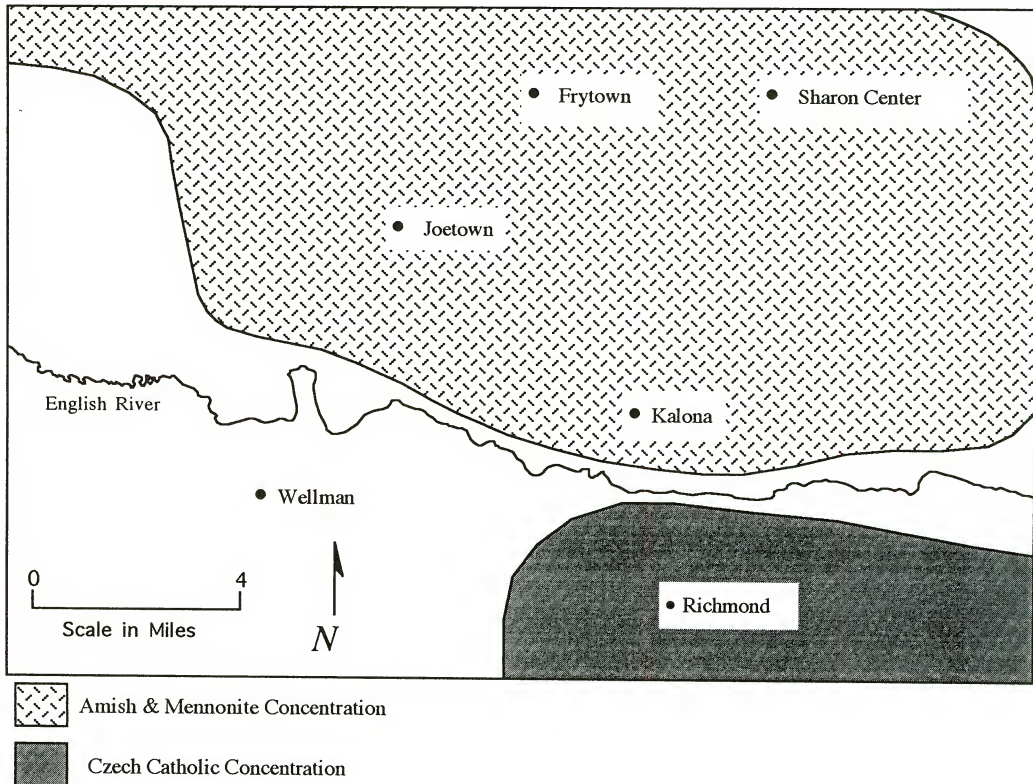 Frytown
Sharon Center
Joetown
Kalona
English River
Wellman
0 4
Scale in Miles
N
Richmond
Amish & Mennonite Concentration
Czech Catholic Concentration